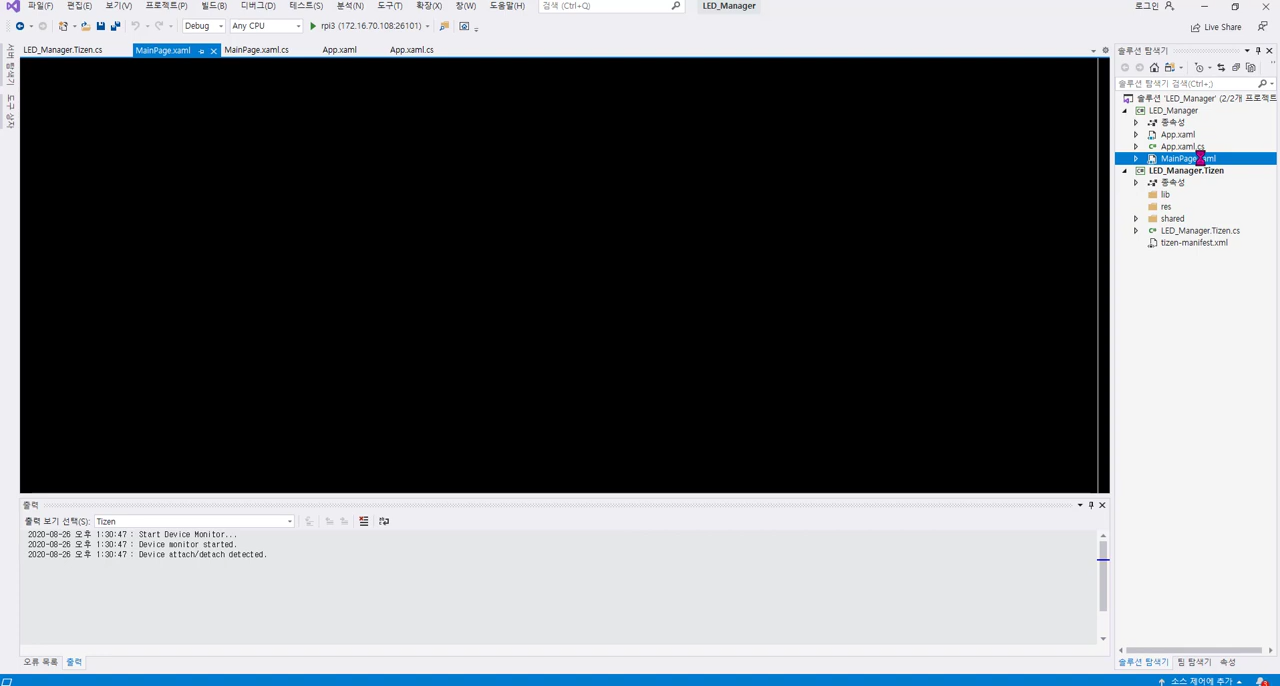 파일(F) 편집(E) 보기(V) 프로젝트(P) 빌드(B) 디버그(D) 테스트(S) 분석(N) 도구(T) 확장(X) 창(W) 도움말(H) 검색 (Ctrl+Q) LED_Manager 로그인
Debug Any CPU rpi3 (172.16.70.108:26101) Live Share
서버 탐색기
도구 상자
LED_Manager.Tizen.cs MainPage.xaml MainPage.xaml.cs App.xaml App.xaml.cs
솔루션 탐색기
솔루션 탐색기 검색(Ctrl+;)
솔루션 'LED_Manager' (2/2개 프로젝트
LED_Manager
종속성
App.xaml
App.xaml.cs
MainPage.xaml
LED_Manager.Tizen
종속성
lib
res
shared
LED_Manager.Tizen.cs
tizen-manifest.xml
출력
출력 보기 선택(S): Tizen
2020-08-26 오후 1:30:47 : Start Device Monitor...
2020-08-26 오후 1:30:47 : Device monitor started.
2020-08-26 오후 1:30:47 : Device attach/detach detected.
오류 목록 출력
솔루션 탐색기 팀 탐색기 속성
소스 제어에 추가